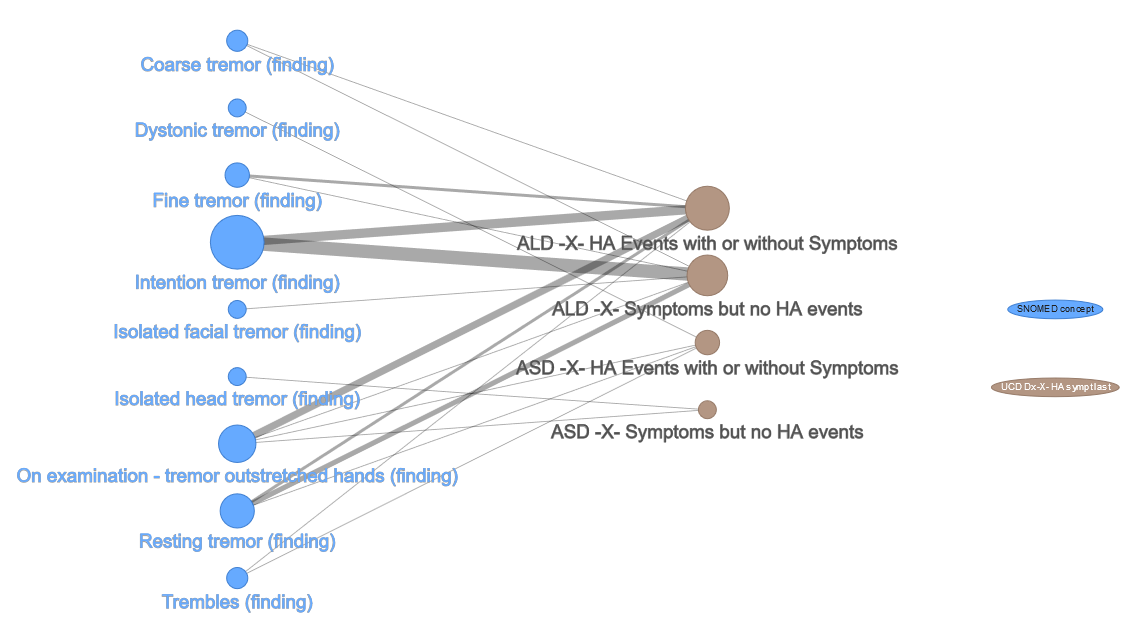 Coarse tremor (finding)
Dystonic tremor (finding)
Fine tremor (finding)
ALD -X- HA Events with or without Symptoms
Intention tremor (finding)
ALD -X- Symptoms but no HA events
SNOMED concept
Isolated facial tremor (finding)
ASD -X- HA Events with or without Symptoms
UCD Dx-X- HA symptlast
Isolated head tremor (finding)
ASD -X- Symptoms but no HA events
On examination - tremor outstretched hands (finding)
Resting tremor (finding)
Trembles (finding)